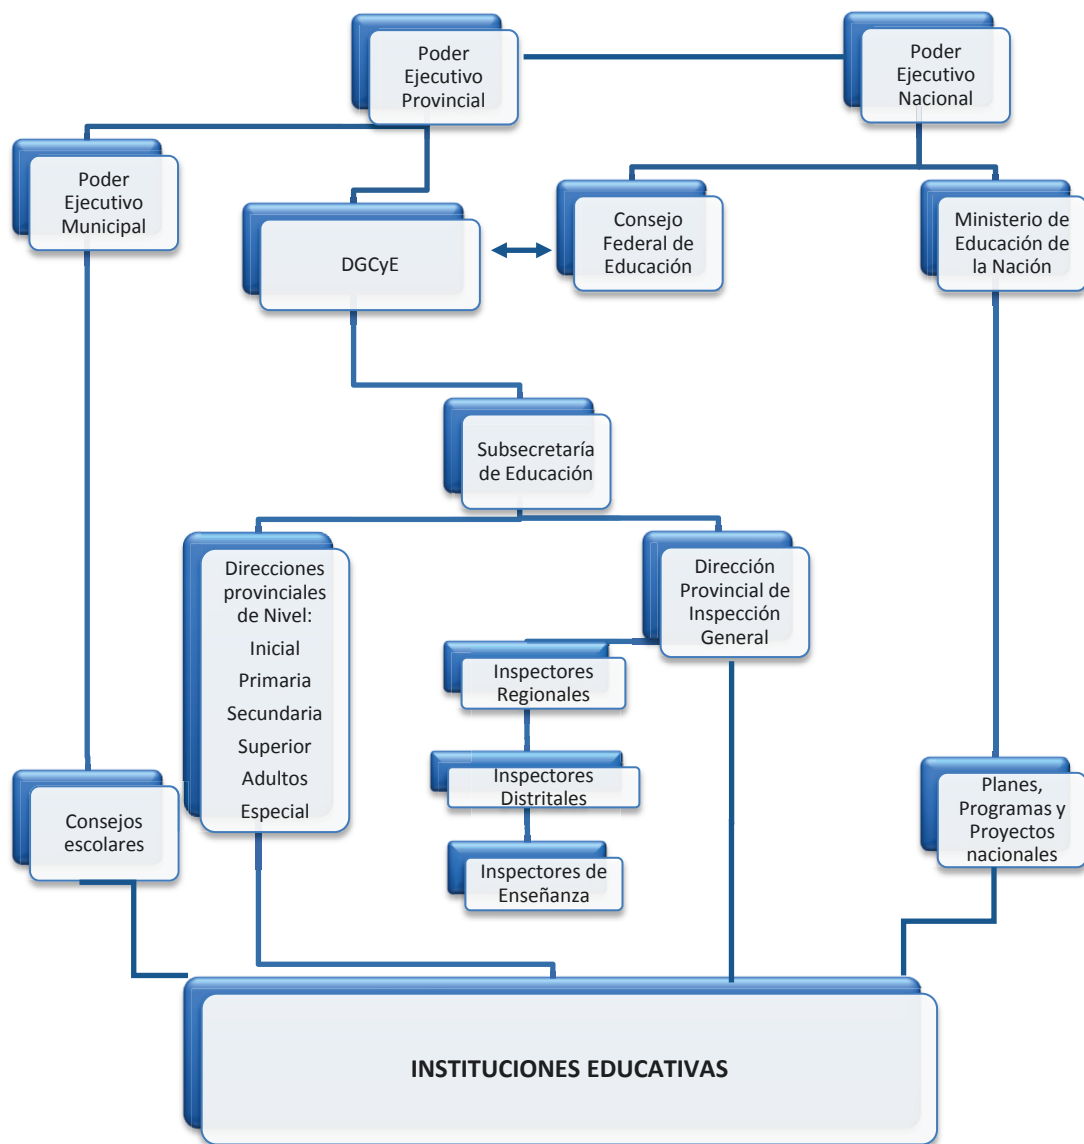 Poder
Ejecutivo
Provincial
Poder
Ejecutivo
Nacional
Poder
Ejecutivo
Municipal
DGCyE
Consejo
Federal de
Educación
Ministerio de
Educación de
la Nación
Subsecretaría
de Educación
Direcciones
provinciales
de Nivel:
Inicial
Primaria
Secundaria
Superior
Adultos
Especial
Dirección
Provincial de
Inspección
General
Inspectores
Regionales
Inspectores
Distritales
Inspectores de
Enseñanza
Consejos
escolares
Planes,
Programas y
Proyectos
nacionales
INSTITUCIONES EDUCATIVAS